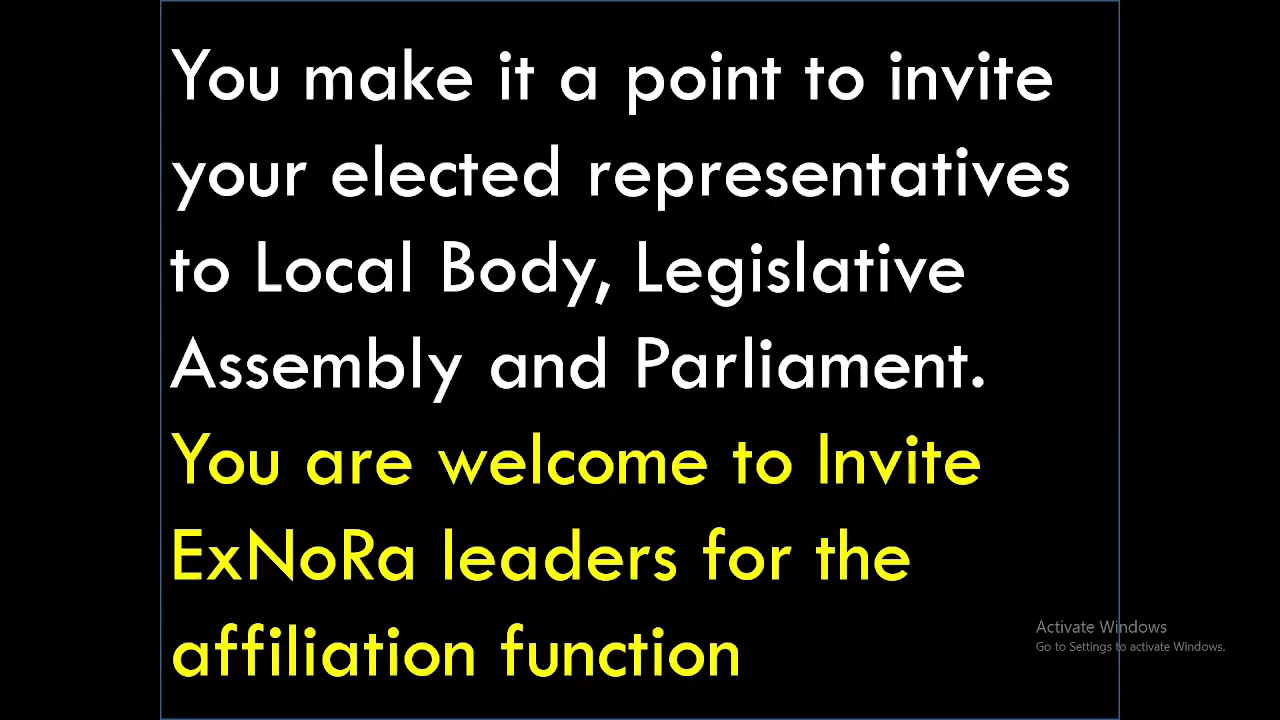 You make it a point to invite
your elected representatives
to Local Body, Legislative
Assembly and Parliament.
You are welcome to Invite
ExNoRa leaders for the
affiliation function
Activate Windows
Go to Settings to activate Windows.